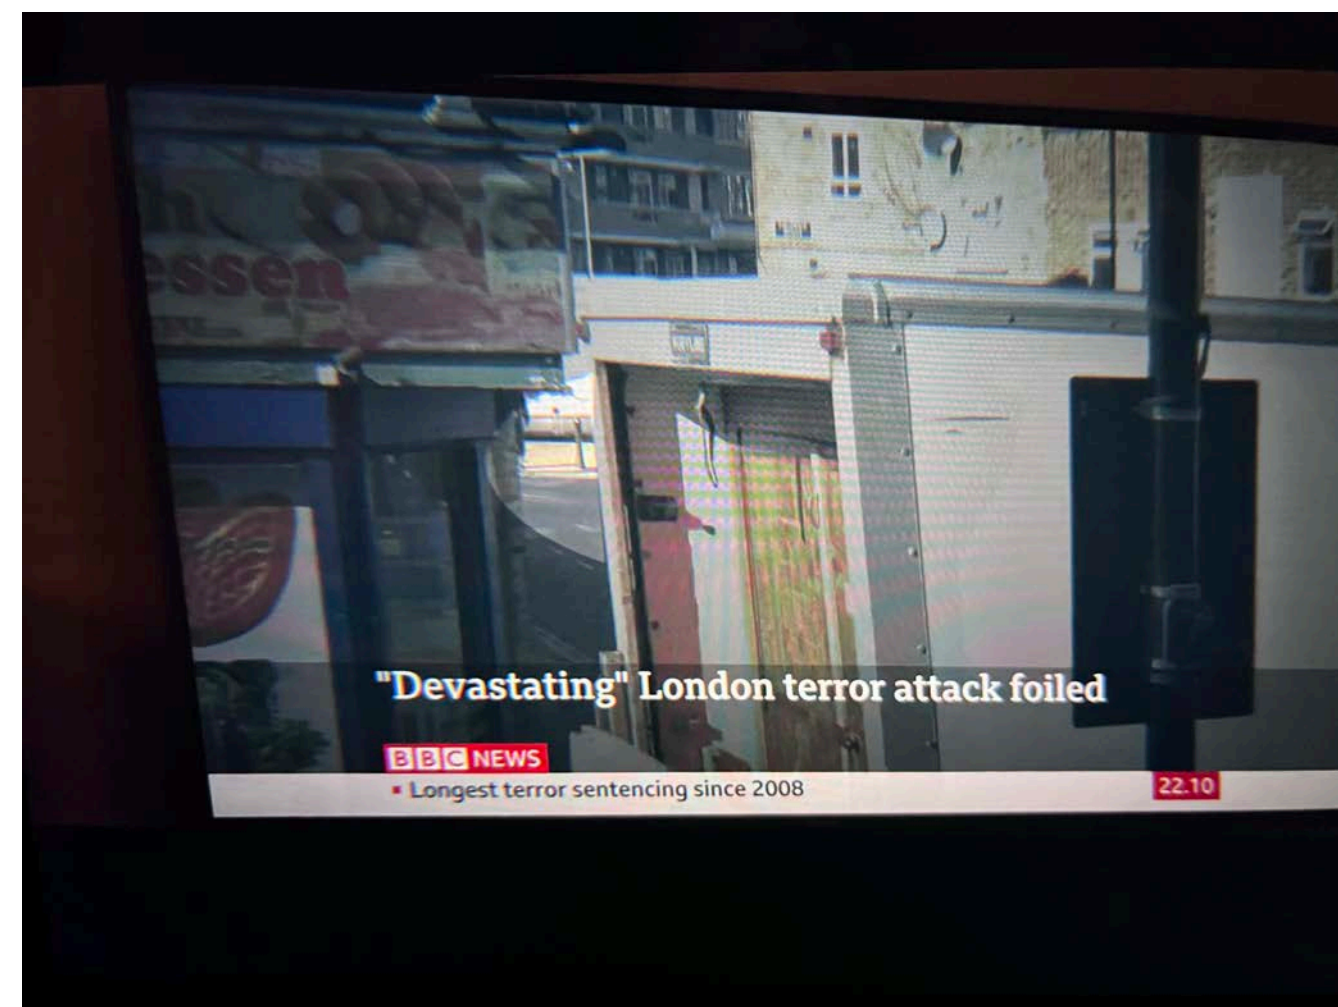 essen
"Devastating" London terror attack foiled
BBC NEWS
▪ Longest terror sentencing since 2008
22.10